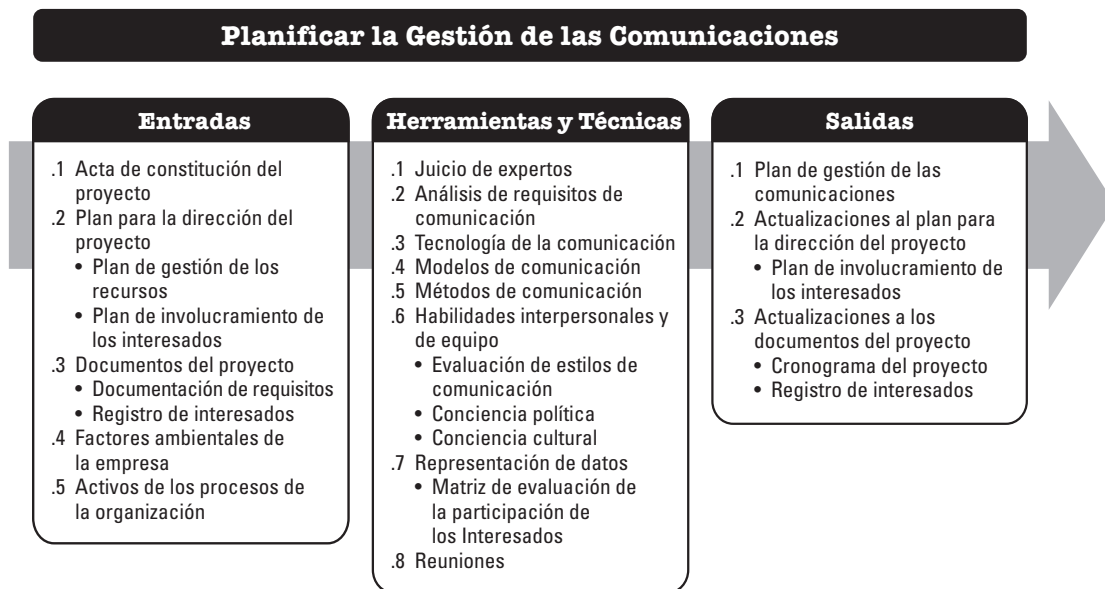 Planificar la Gestión de las Comunicaciones
Entradas
.1 Acta de constitución del
proyecto
.2 Plan para la dirección del
proyecto
• Plan de gestión de los
recursos
• Plan de involucramiento de
los interesados
.3 Documentos del proyecto
• Documentación de requisitos
• Registro de interesados
.4 Factores ambientales de
la empresa
.5 Activos de los procesos de
la organización
Herramientas y Técnicas
.1 Juicio de expertos
.2 Análisis de requisitos de
comunicación
.3 Tecnología de la comunicación
.4 Modelos de comunicación
.5 Métodos de comunicación
.6 Habilidades interpersonales y
de equipo
• Evaluación de estilos de
comunicación
• Conciencia política
• Conciencia cultural
.7 Representación de datos
• Matriz de evaluación de
la participación de
los Interesados
.8 Reuniones
Salidas
.1 Plan de gestión de las
comunicaciones
.2 Actualizaciones al plan para
la dirección del proyecto
• Plan de involucramiento de
los interesados
.3 Actualizaciones a los
documentos del proyecto
• Cronograma del proyecto
• Registro de interesados